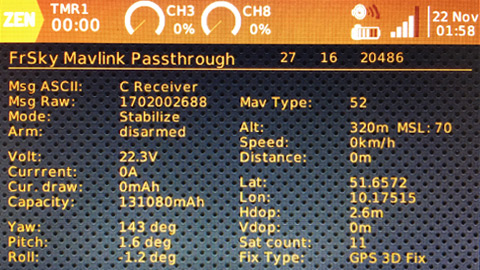 ZEN
TMR1
00:00
CH3
0%
CH8
0%
22 Nov
01:58
FrSky Mavlink Passthrough 27 16 20486
Msg ASCII: C Receiver
Msg Raw: 1702002688 Mav Type: 52
Mode: Stabilize
Arm: disarmed Alt: 320m MSL: 70
Speed: 0km/h
Volt: 22.3V Distance: 0m
Currrent: 0A
Cur. draw: 0mAh Lat: 51.6572
Capacity: 131080mAh Lon: 10.17515
Hdop: 2.6m
Yaw: 143 deg Vdop: 0m
Pitch: 1.6 deg Sat count: 11
Roll: -1.2 deg Fix Type: GPS 3D Fix